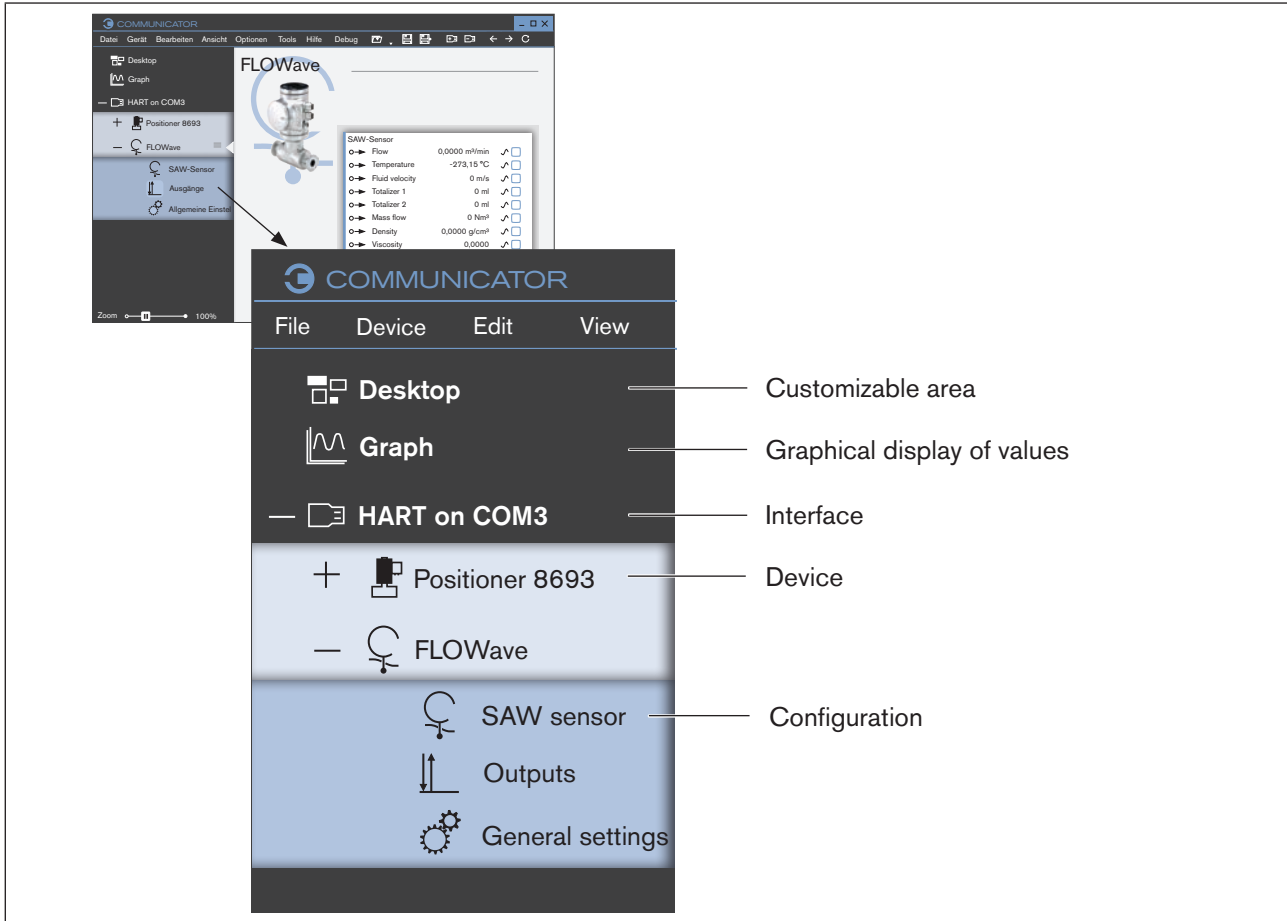 COMMUNICATOR
Datei Gerät Bearbeiten Ansicht Optionen Tools Hilfe Debug
Desktop
Graph
HART on COM3
Positioner 8693
FLOWave
SAW-Sensor
Ausgänge
Allgemeine Einstel
Zoom 100%
FLOWave
SAW-Sensor
Flow 0,0000 m³/min
Temperature -273,15 °C
Fluid velocity 0 m/s
Totalizer 1 0 ml
Totalizer 2 0 ml
Mass flow 0 Nm³
Density 0,0000 g/cm³
Viscosity 0,0000
COMMUNICATOR
File Device Edit View
Desktop Customizable area
Graph Graphical display of values
HART on COM3 Interface
Positioner 8693 Device
FLOWave
SAW sensor Configuration
Outputs
General settings